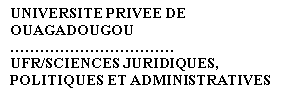 UNIVERSITE PRIVEE DE
OUAGADOUGOU
……………………………
UFR/SCIENCES JURIDIQUES,
POLITIQUES ET ADMINISTRATIVES